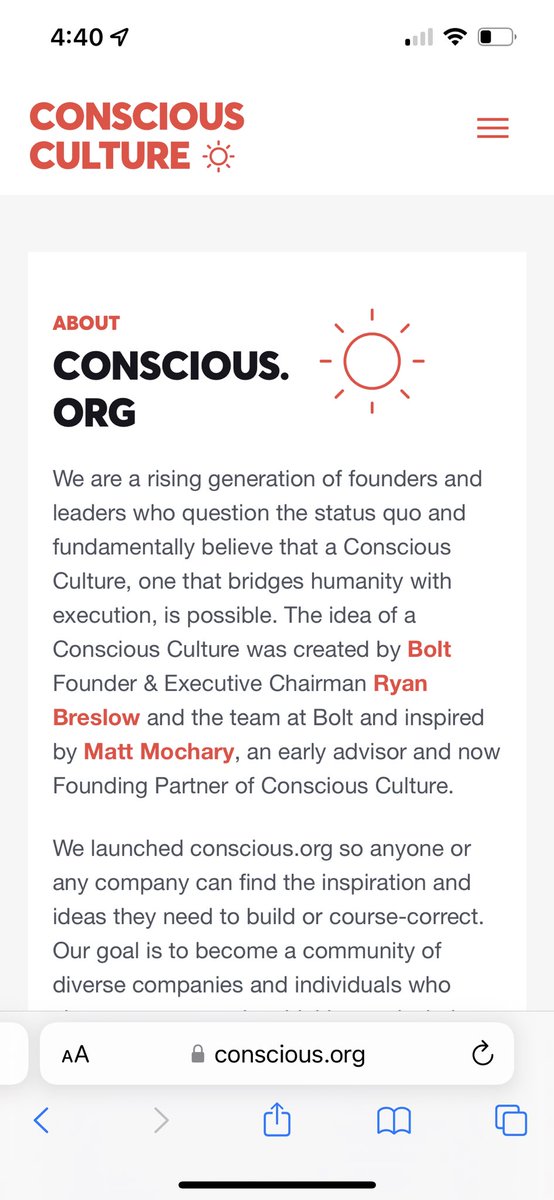 4:40
CONSCIOUS
CULTURE
ABOUT
CONSCIOUS.
ORG
We are a rising generation of founders and
leaders who question the status quo and
fundamentally believe that a Conscious
Culture, one that bridges humanity with
execution, is possible. The idea of a
Conscious Culture was created by Bolt
Founder & Executive Chairman Ryan
Breslow and the team at Bolt and inspired
by Matt Mochary, an early advisor and now
Founding Partner of Conscious Culture.
We launched conscious.org so anyone or
any company can find the inspiration and
ideas they need to build or course-correct.
Our goal is to become a community of
diverse companies and individuals who
AA conscious.org